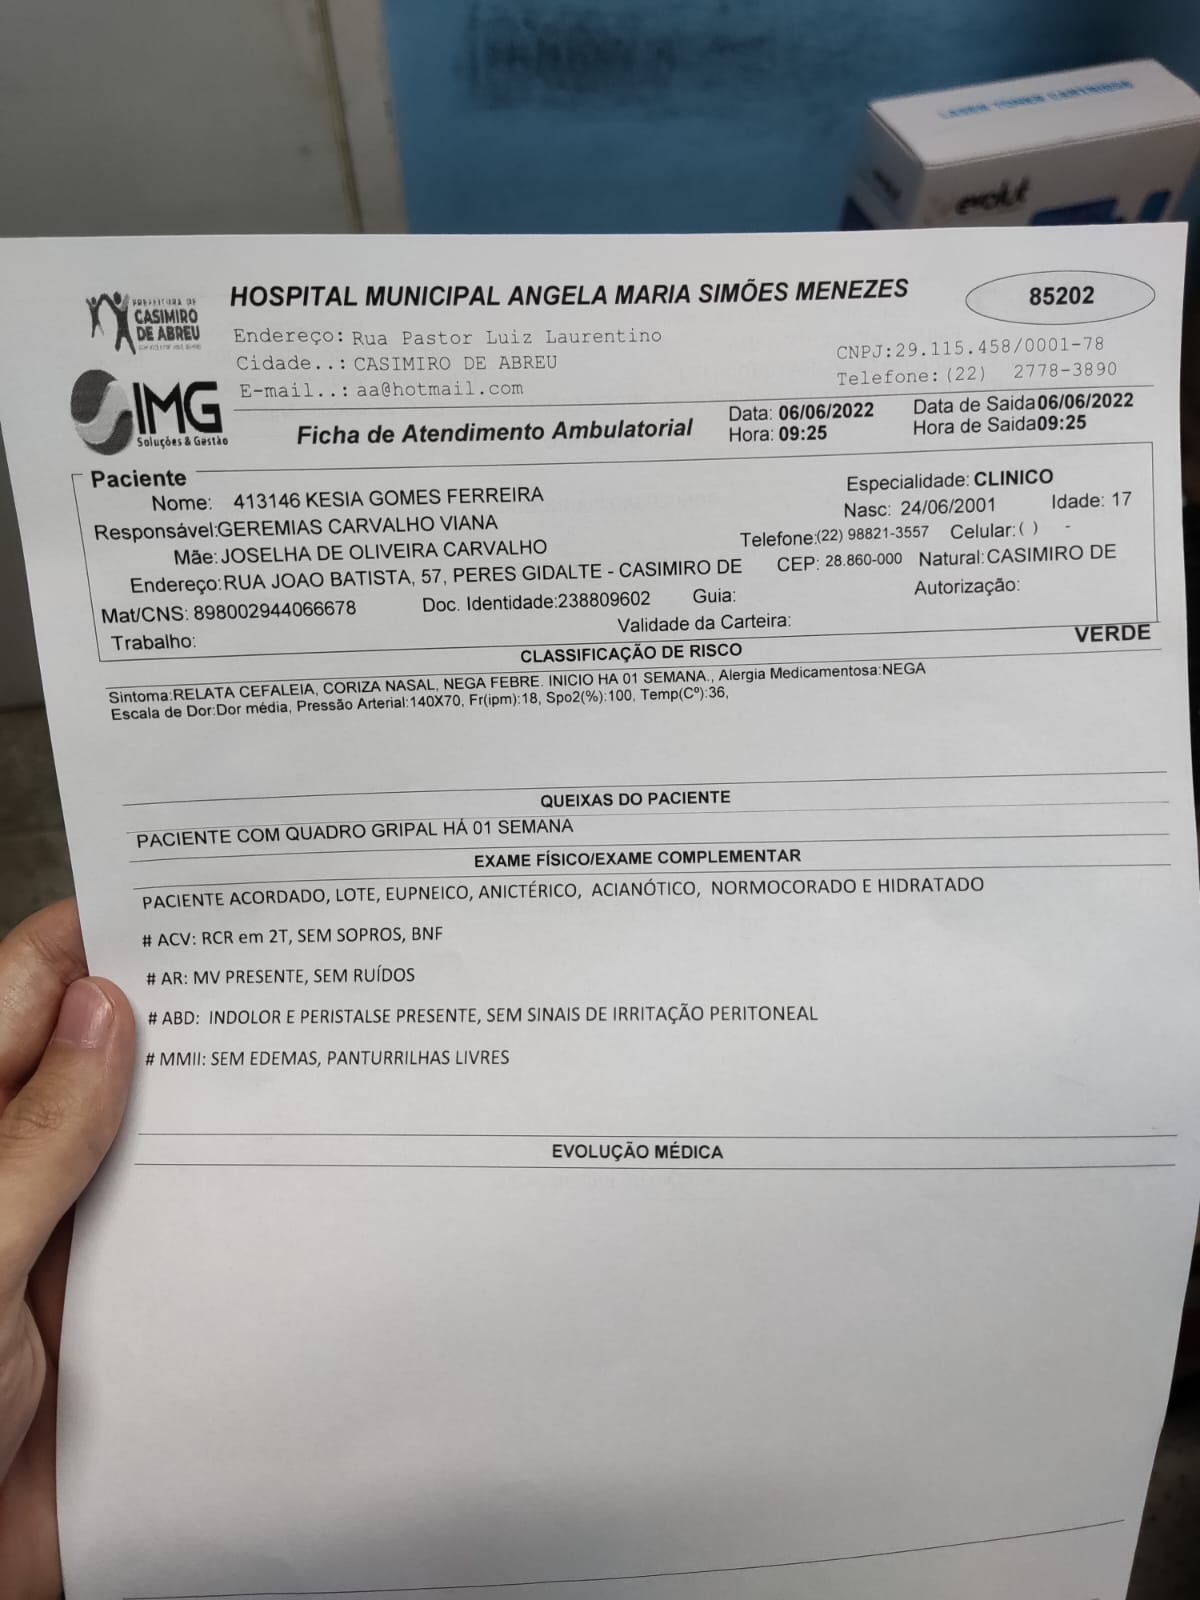 LASER TONER CARTRIDGE
evolut
PREFEITURA DE
CASIMIRO
DE ABREU
IMG
Soluções & Gestão
HOSPITAL MUNICIPAL ANGELA MARIA SIMÕES MENEZES
85202
Endereço: Rua Pastor Luiz Laurentino
Cidade..: CASIMIRO DE ABREU
CNPJ:29.115.458/0001-78
E-mail..: aa@hotmail.com
Telefone: (22) 2778-3890
Ficha de Atendimento Ambulatorial
Data: 06/06/2022
Data de Saida06/06/2022
Hora: 09:25
Hora de Saida09:25
Paciente
Nome: 413146 KESIA GOMES FERREIRA
Especialidade: CLINICO
Responsável:GEREMIAS CARVALHO VIANA
Nasc: 24/06/2001 Idade: 17
Mãe: JOSELHA DE OLIVEIRA CARVALHO
Telefone:(22) 98821-3557 Celular:( ) -
Endereço:RUA JOAO BATISTA, 57, PERES GIDALTE - CASIMIRO DE
CEP: 28.860-000 Natural:CASIMIRO DE
Mat/CNS: 898002944066678 Doc. Identidade:238809602 Guia: Autorização:
Trabalho: Validade da Carteira:
CLASSIFICAÇÃO DE RISCO VERDE
Sintoma:RELATA CEFALEIA, CORIZA NASAL, NEGA FEBRE. INICIO HA 01 SEMANA., Alergia Medicamentosa:NEGA
Escala de Dor:Dor média, Pressão Arterial:140X70, Fr(ipm):18, Spo2(%):100, Temp(Cº):36,
QUEIXAS DO PACIENTE
PACIENTE COM QUADRO GRIPAL HÁ 01 SEMANA
EXAME FÍSICO/EXAME COMPLEMENTAR
PACIENTE ACORDADO, LOTE, EUPNEICO, ANICTÉRICO, ACIANÓTICO, NORMOCORADO E HIDRATADO
# ACV: RCR em 2T, SEM SOPROS, BNF
# AR: MV PRESENTE, SEM RUÍDOS
# ABD: INDOLOR E PERISTALSE PRESENTE, SEM SINAIS DE IRRITAÇÃO PERITONEAL
# MMII: SEM EDEMAS, PANTURRILHAS LIVRES
EVOLUÇÃO MÉDICA